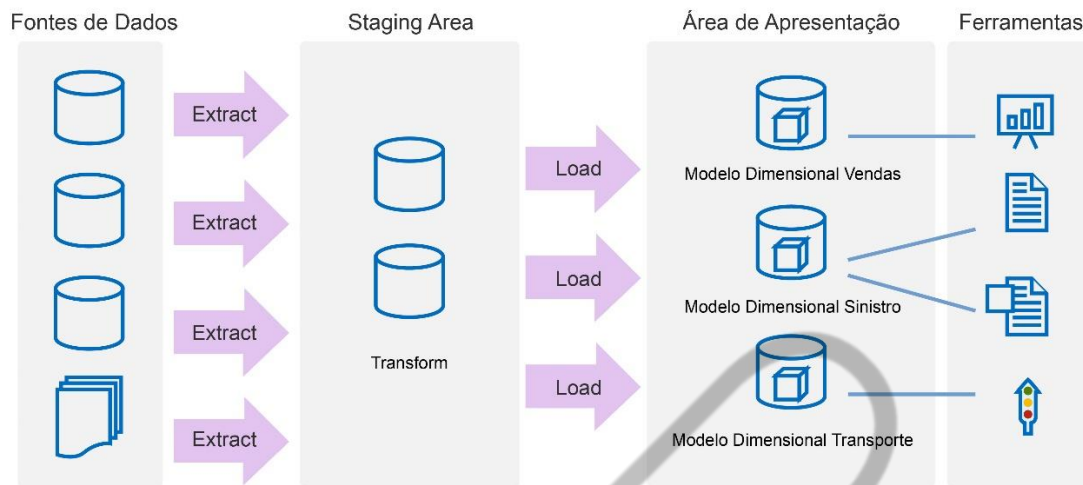 Fontes de Dados
Staging Area
Área de Apresentação
Ferramentas
Extract
Extract
Extract
Extract
Transform
Load
Load
Load
Modelo Dimensional Vendas
Modelo Dimensional Sinistro
Modelo Dimensional Transporte